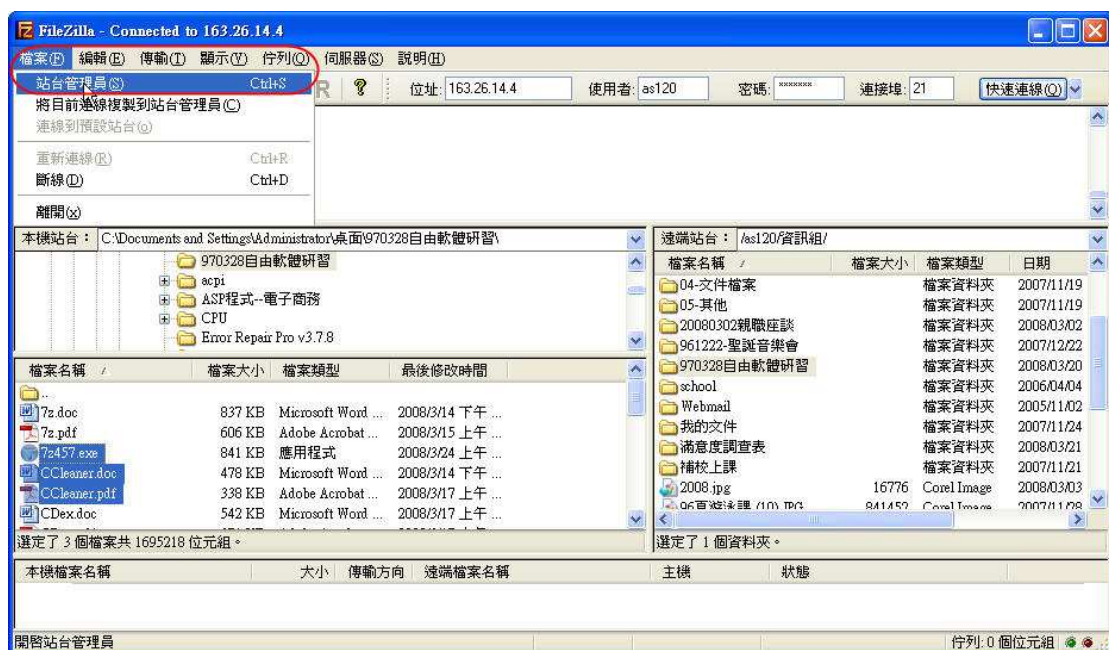 FileZilla - Connected to 163.26.14.4
檔案(F) 編輯(E) 傳輸(T) 顯示(V) 佇列(Q) 伺服器(S) 説明(H)
站台管理員(S) Ctrl+S
位址: 163.26.14.4 使用者: as120 密碼: ******* 連接埠: 21 快速連線(Q)
將目前連線複製到站台管理員(C)
連線到預設站台(o)
重新連線(R) Ctrl+R
斷線(D) Ctrl+D
離開(x)
本機站台： C:\Documents and Settings\Administrator\桌面\970328自由軟體研習\
970328自由軟體研習
acpi
ASP程式--電子商務
CPU
Error Repair Pro v3.7.8
檔案名稱 / 檔案大小 檔案類型 最後修改時間
..
7z.doc 837 KB Microsoft Word ... 2008/3/14 下午 ...
7z.pdf 606 KB Adobe Acrobat ... 2008/3/15 上午 ...
7z457.exe 841 KB 應用程式 2008/3/24 上午 ...
CCleaner.doc 478 KB Microsoft Word ... 2008/3/14 下午 ...
CCleaner.pdf 338 KB Adobe Acrobat ... 2008/3/17 上午 ...
CDex.doc 542 KB Microsoft Word ... 2008/3/17 上午 ...
選定了 3 個檔案共 1695218 位元組。
遠端站台： /as120/資訊組/
檔案名稱 / 檔案大小 檔案類型 日期
04-文件檔案 檔案資料夾 2007/11/19
05-其他 檔案資料夾 2007/11/19
20080302親職座談 檔案資料夾 2008/03/02
961222-聖誕音樂會 檔案資料夾 2007/12/22
970328自由軟體研習 檔案資料夾 2008/03/20
school 檔案資料夾 2006/04/04
Webmail 檔案資料夾 2005/11/02
我的文件 檔案資料夾 2007/11/24
滿意度調查表 檔案資料夾 2008/03/21
補校上課 檔案資料夾 2007/11/21
2008.jpg 16776 Corel Image 2008/03/03
(10).JPG 841452 Corel Image 2007/11/28
選定了 1 個資料夾。
本機檔案名稱 大小 傳輸方向 遠端檔案名稱 主機 狀態
開啓站台管理員 佇列: 0 個位元組